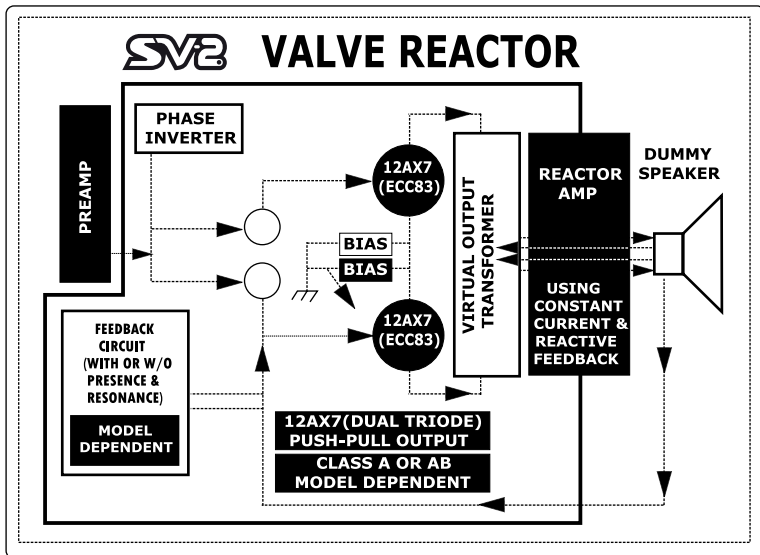 SV2 VALVE REACTOR
PHASE
INVERTER
PREAMP
12AX7
(ECC83)
BIAS
BIAS
12AX7
(ECC83)
VIRTUAL OUTPUT
TRANSFORMER
REACTOR
AMP
USING
CONSTANT
CURRENT &
REACTIVE
FEEDBACK
DUMMY
SPEAKER
FEEDBACK
CIRCUIT
(WITH OR W/O
PRESENCE &
RESONANCE)
MODEL
DEPENDENT
12AX7(DUAL TRIODE)
PUSH-PULL OUTPUT
CLASS A OR AB
MODEL DEPENDENT